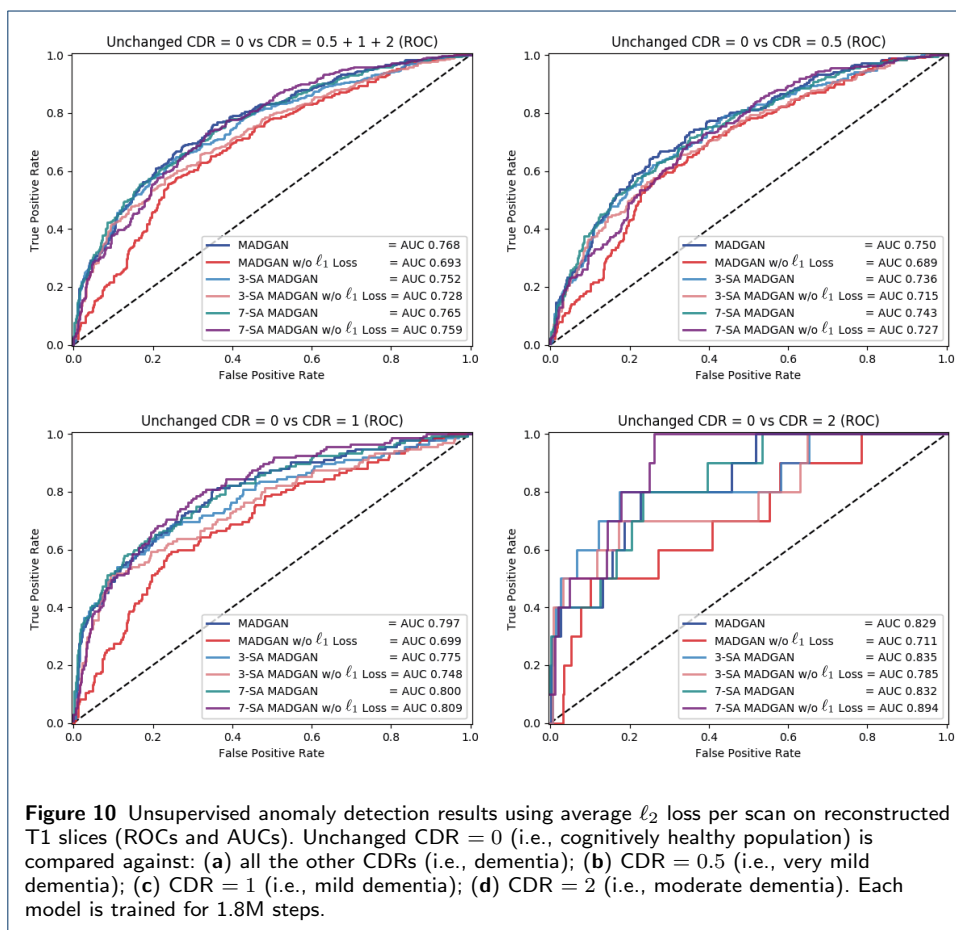 Unchanged CDR = 0 vs CDR = 0.5 + 1 + 2 (ROC)
True Positive Rate
1.0
0.8
0.6
0.4
0.2
0.0
MADGAN = AUC 0.768
MADGAN w/o ℓ1 Loss = AUC 0.693
3-SA MADGAN = AUC 0.752
3-SA MADGAN w/o ℓ1 Loss = AUC 0.728
7-SA MADGAN = AUC 0.765
7-SA MADGAN w/o ℓ1 Loss = AUC 0.759
0.0 0.2 0.4 0.6 0.8 1.0
False Positive Rate
Unchanged CDR = 0 vs CDR = 0.5 (ROC)
True Positive Rate
1.0
0.8
0.6
0.4
0.2
0.0
MADGAN = AUC 0.750
MADGAN w/o ℓ1 Loss = AUC 0.689
3-SA MADGAN = AUC 0.736
3-SA MADGAN w/o ℓ1 Loss = AUC 0.715
7-SA MADGAN = AUC 0.743
7-SA MADGAN w/o ℓ1 Loss = AUC 0.727
0.0 0.2 0.4 0.6 0.8 1.0
False Positive Rate
Unchanged CDR = 0 vs CDR = 1 (ROC)
True Positive Rate
1.0
0.8
0.6
0.4
0.2
0.0
MADGAN = AUC 0.797
MADGAN w/o ℓ1 Loss = AUC 0.699
3-SA MADGAN = AUC 0.775
3-SA MADGAN w/o ℓ1 Loss = AUC 0.748
7-SA MADGAN = AUC 0.800
7-SA MADGAN w/o ℓ1 Loss = AUC 0.809
0.0 0.2 0.4 0.6 0.8 1.0
False Positive Rate
Unchanged CDR = 0 vs CDR = 2 (ROC)
True Positive Rate
1.0
0.8
0.6
0.4
0.2
0.0
MADGAN = AUC 0.829
MADGAN w/o ℓ1 Loss = AUC 0.711
3-SA MADGAN = AUC 0.835
3-SA MADGAN w/o ℓ1 Loss = AUC 0.785
7-SA MADGAN = AUC 0.832
7-SA MADGAN w/o ℓ1 Loss = AUC 0.894
0.0 0.2 0.4 0.6 0.8 1.0
False Positive Rate
Figure 10 Unsupervised anomaly detection results using average ℓ2 loss per scan on reconstructed
T1 slices (ROCs and AUCs). Unchanged CDR = 0 (i.e., cognitively healthy population) is
compared against: (a) all the other CDRs (i.e., dementia); (b) CDR = 0.5 (i.e., very mild
dementia); (c) CDR = 1 (i.e., mild dementia); (d) CDR = 2 (i.e., moderate dementia). Each
model is trained for 1.8M steps.